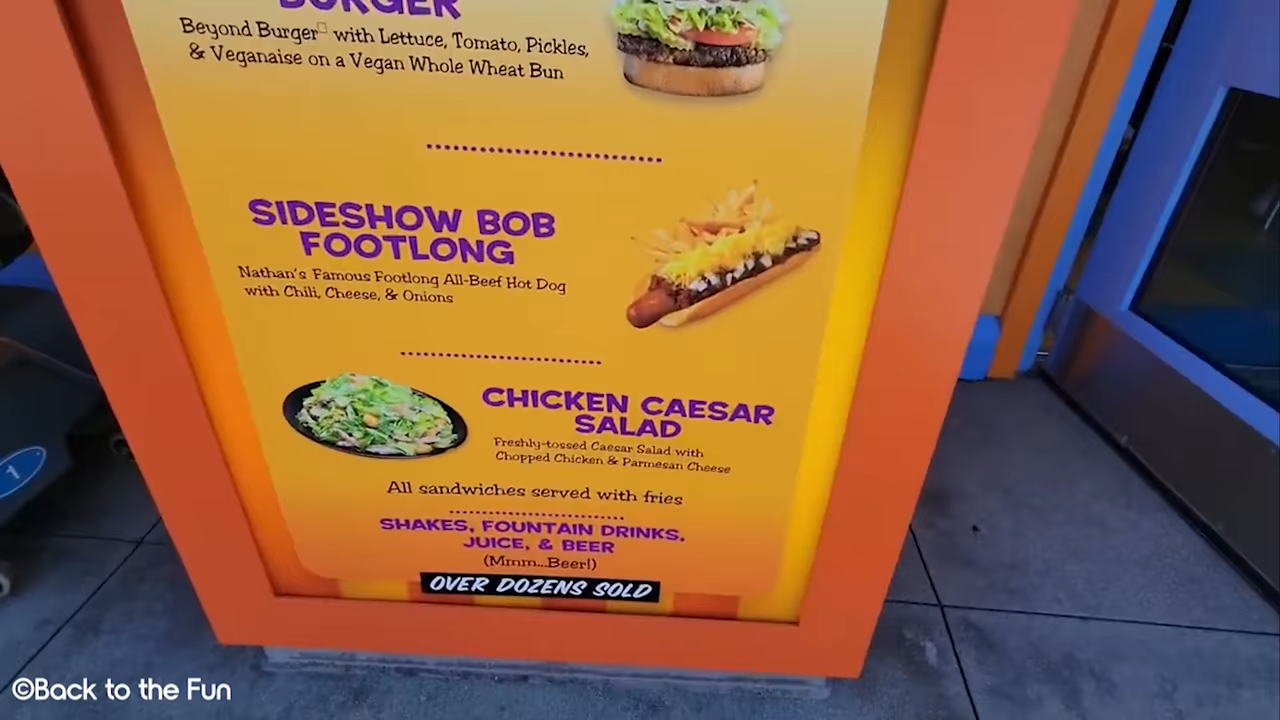 BURGER
Beyond Burger with Lettuce, Tomato, Pickles,
& Veganaise on a Vegan Whole Wheat Bun
SIDESHOW BOB
FOOTLONG
Nathan's Famous Footlong All-Beef Hot Dog
with Chili, Cheese, & Onions
CHICKEN CAESAR
SALAD
Freshly-tossed Caesar Salad with
Chopped Chicken & Parmesan Cheese
All sandwiches served with fries
SHAKES, FOUNTAIN DRINKS,
JUICE, & BEER
(Mmm...Beer!)
OVER DOZENS SOLD
1
©Back to the Fun